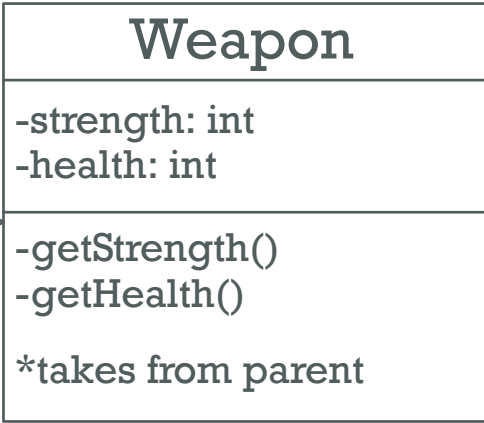 Weapon
-strength: int
-health: int
-getStrength()
-getHealth()
*takes from parent